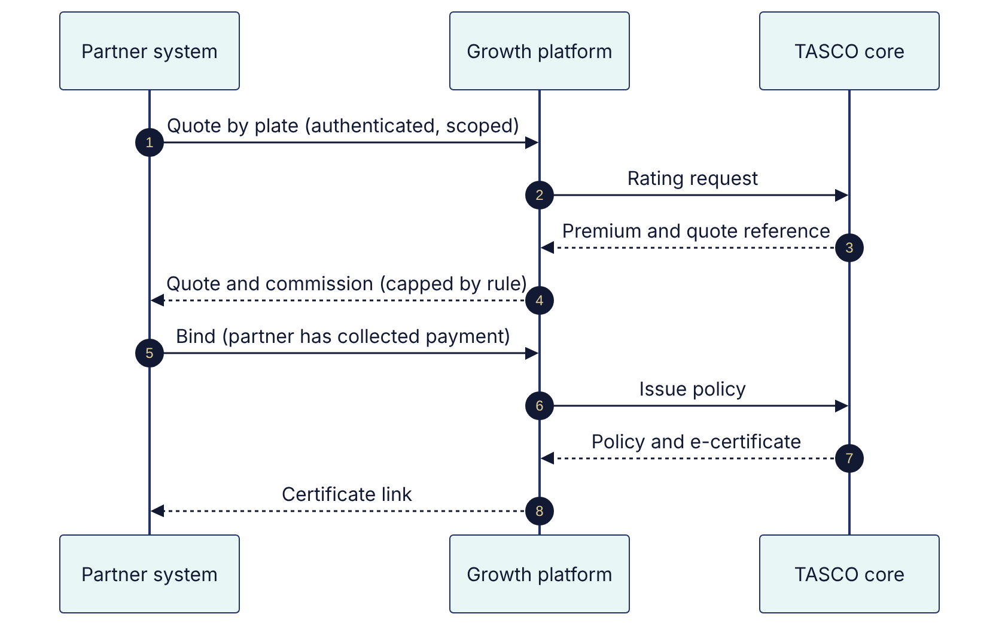 Partner system
Growth platform
TASCO core
Quote by plate (authenticated, scoped)
1
Rating request
2
Premium and quote reference
3
Quote and commission (capped by rule)
4
Bind (partner has collected payment)
5
Issue policy
6
Policy and e-certificate
7
Certificate link
8
Partner system
Growth platform
TASCO core